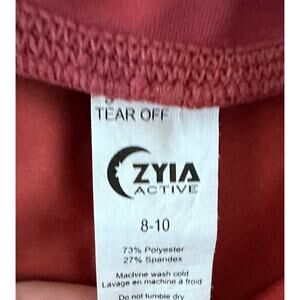 TEAR OFF
ZYIA
ACTIVE
8-10
73% Polyester
27% Spandex
Machine wash cold
Lavage en machine à froid
Do not tumble dry